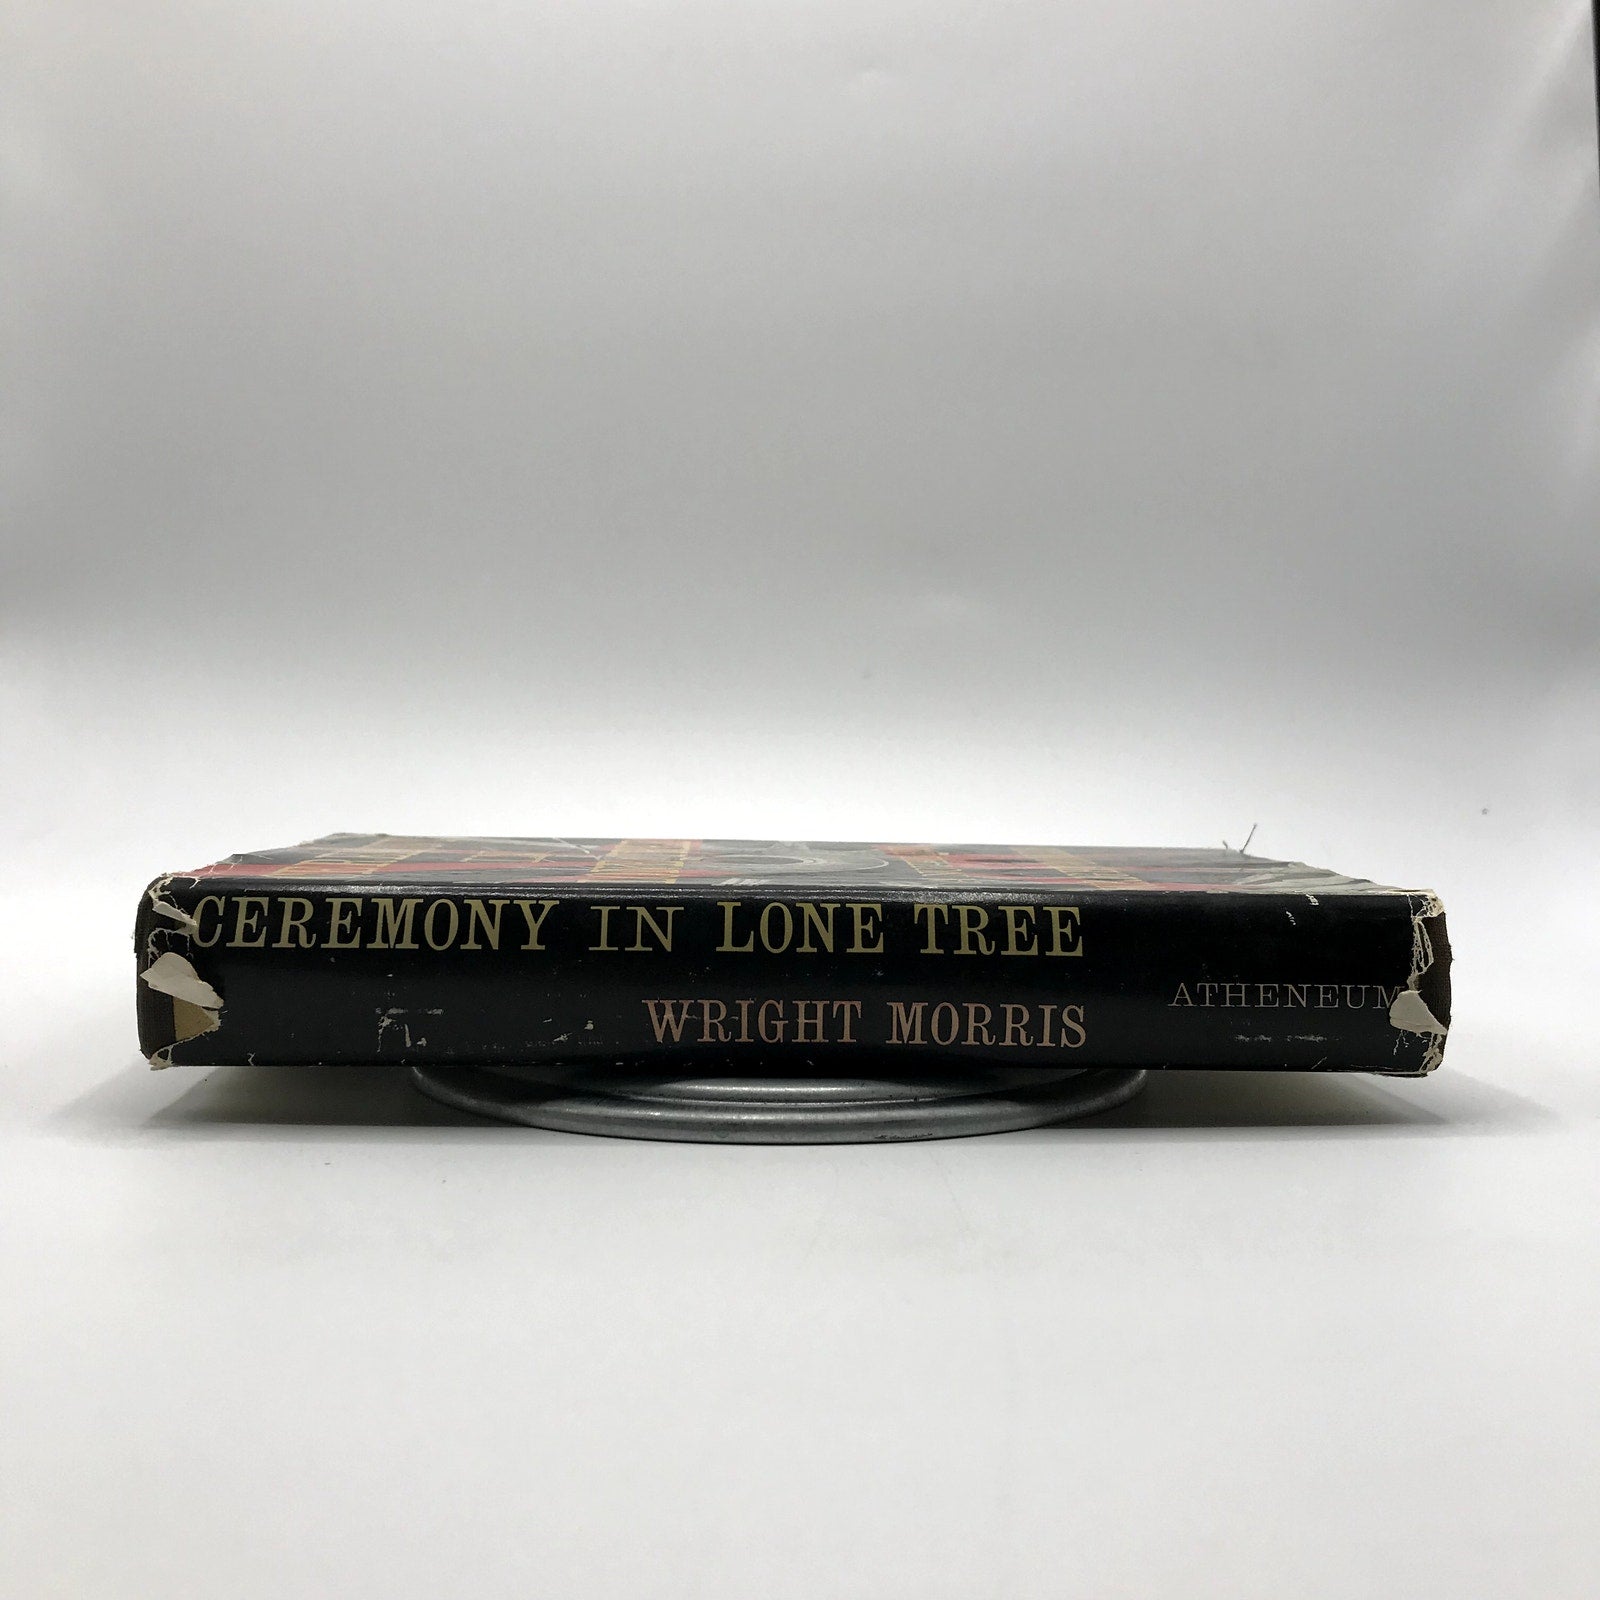 CEREMONY IN LONE TREE
WRIGHT MORRIS
ATHENEUM